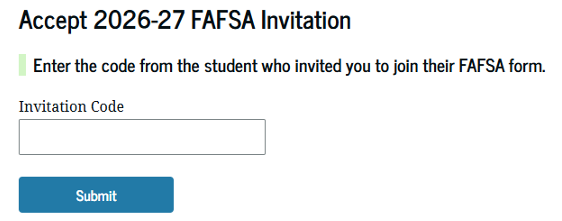 Accept 2026-27 FAFSA Invitation
Enter the code from the student who invited you to join their FAFSA form.
Invitation Code
Submit